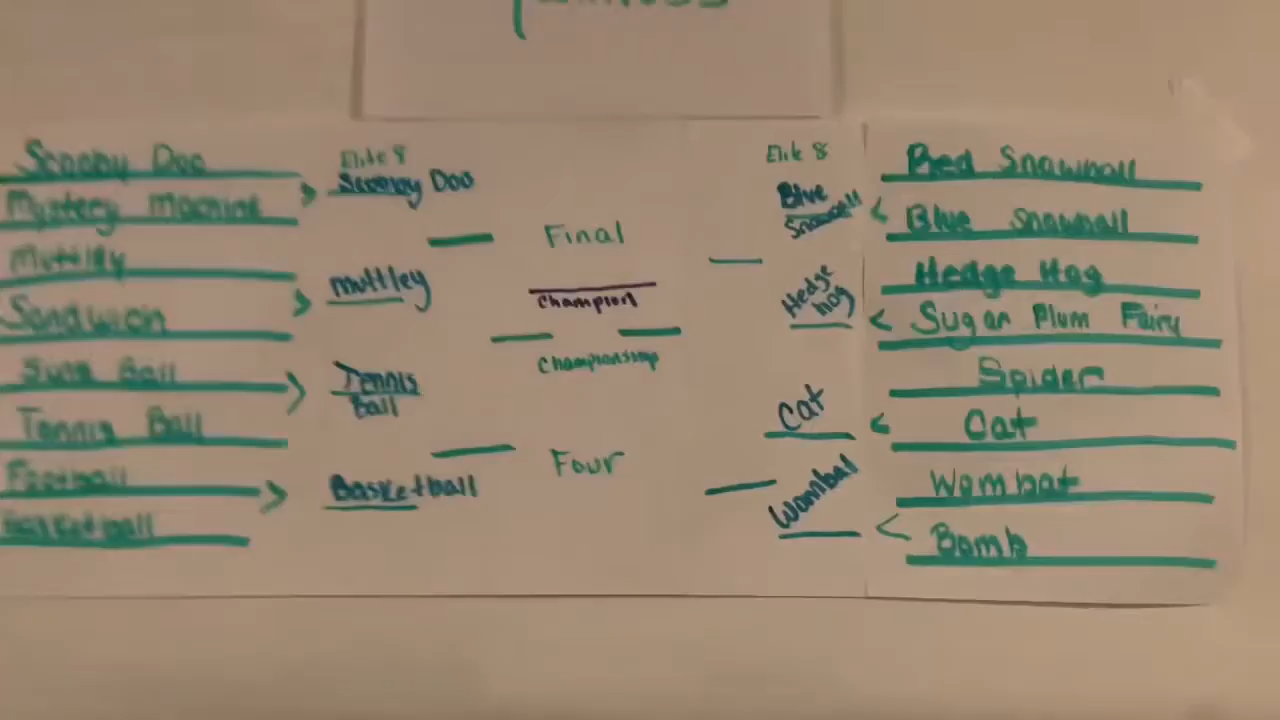 Scooby Doo
Mystery Machine
Muttley
Sandwich
Ball
Tennis Ball
Football
Basketball
Elite 8
Scooby Doo
muttley
Tennis
Ball
Basketball
Final
Champion
Championship
Four
Elite 8
Blue
Snowball
Hedge
hog
Cat
Wombat
Red Snowball
Blue Snowball
Hedge Hog
Sugar Plum Fairy
Spider
Cat
Wombat
Bomb